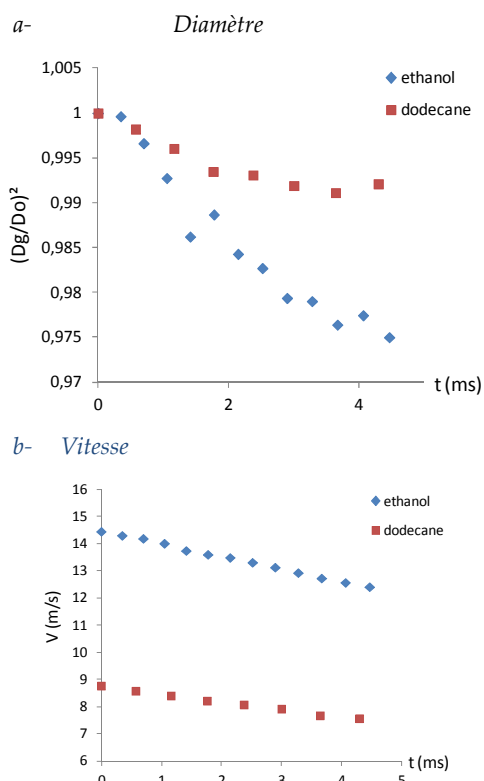 a- Diamètre
1,005
1
0,995
0,99
0,985
0,98
0,975
0,97
(Dg/Do)²
ethanol
dodecane
0
2
4
t (ms)
b- Vitesse
16
15
14
13
12
11
10
9
8
7
6
V (m/s)
ethanol
dodecane
0
1
2
3
4
5
t (ms)